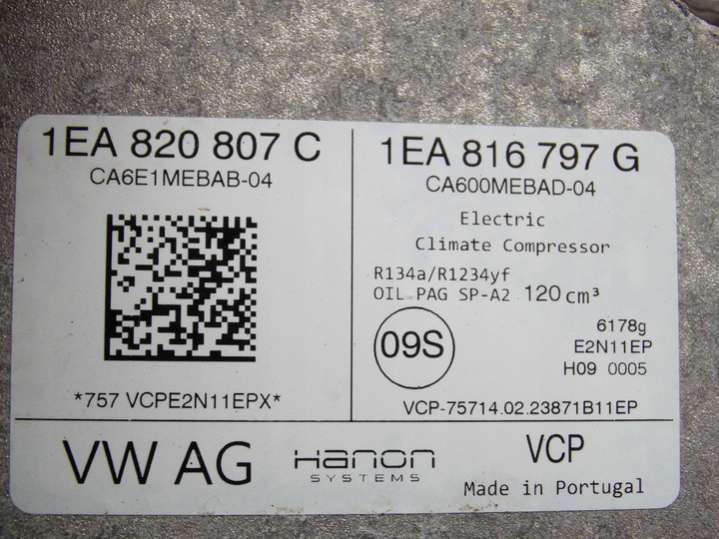 1EA 820 807 C
CA6E1MEBAB-04
*757 VCPE2N11EPX*
1EA 816 797 G
CA600MEBAD-04
Electric
Climate Compressor
R134a/R1234yf
OIL PAG SP-A2 120 cm³
09S
6178g
E2N11EP
H09 0005
VCP-75714.02.23871B11EP
VW AG
Hanon
SYSTEMS
VCP
Made in Portugal